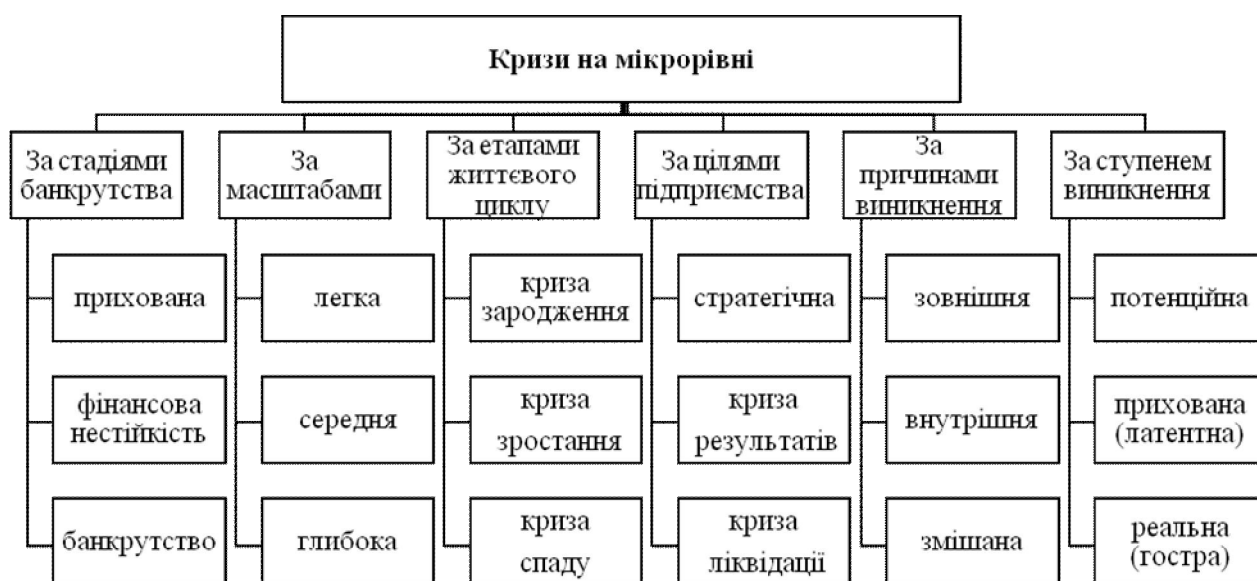 Кризи на мікрорівні
За стадіями
банкрутства
прихована
фінансова
нестійкість
банкрутство
За
масштабами
легка
середня
глибока
За етапами
життєвого
циклу
криза
зародження
криза
зростання
криза
спаду
За цілями
підприємства
стратегічна
криза
результатів
криза
ліквідації
За
причинами
виникнення
зовнішня
внутрішня
змішана
За ступенем
виникнення
потенційна
прихована
(латентна)
реальна
(гостра)